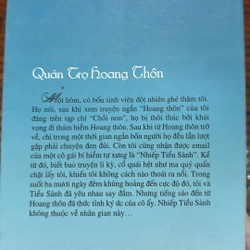 Quán Trọ Hoang Thôn
Một hôm, có bốn sinh viên đột nhiên ghé thăm tôi.
Họ nói, sau khi xem truyện ngắn “Hoang thôn” của tôi
đăng trên tạp chí “Chồi non”, họ bị thôi thúc bởi khát
vọng đi thám hiểm Hoang thôn. Sau khi từ Hoang thôn trở
về, chỉ trong một thời gian ngắn bốn người họ đều lần lượt
gặp phải chuyện đen đủi. Còn tôi cũng nhận được email
của một cô gái bí hiểm tự xưng là “Nhiếp Tiểu Sảnh”. Kể
từ đó, biết bao truyện li kỳ, cổ quái hệt như ma quỷ quấn
chặt lấy tôi, khiến tôi không cách nào thoát ra nổi. Trong
suốt ba mươi ngày đêm khủng hoảng đến cực độ đó, tôi và
Tiểu Sảnh đã yêu nhau say đắm. Nhưng tiếng sáo đến từ
Hoang thôn đã thức tỉnh ký ức của cô ấy. Nhiếp Tiểu Sảnh
không thuộc về nhân gian này…